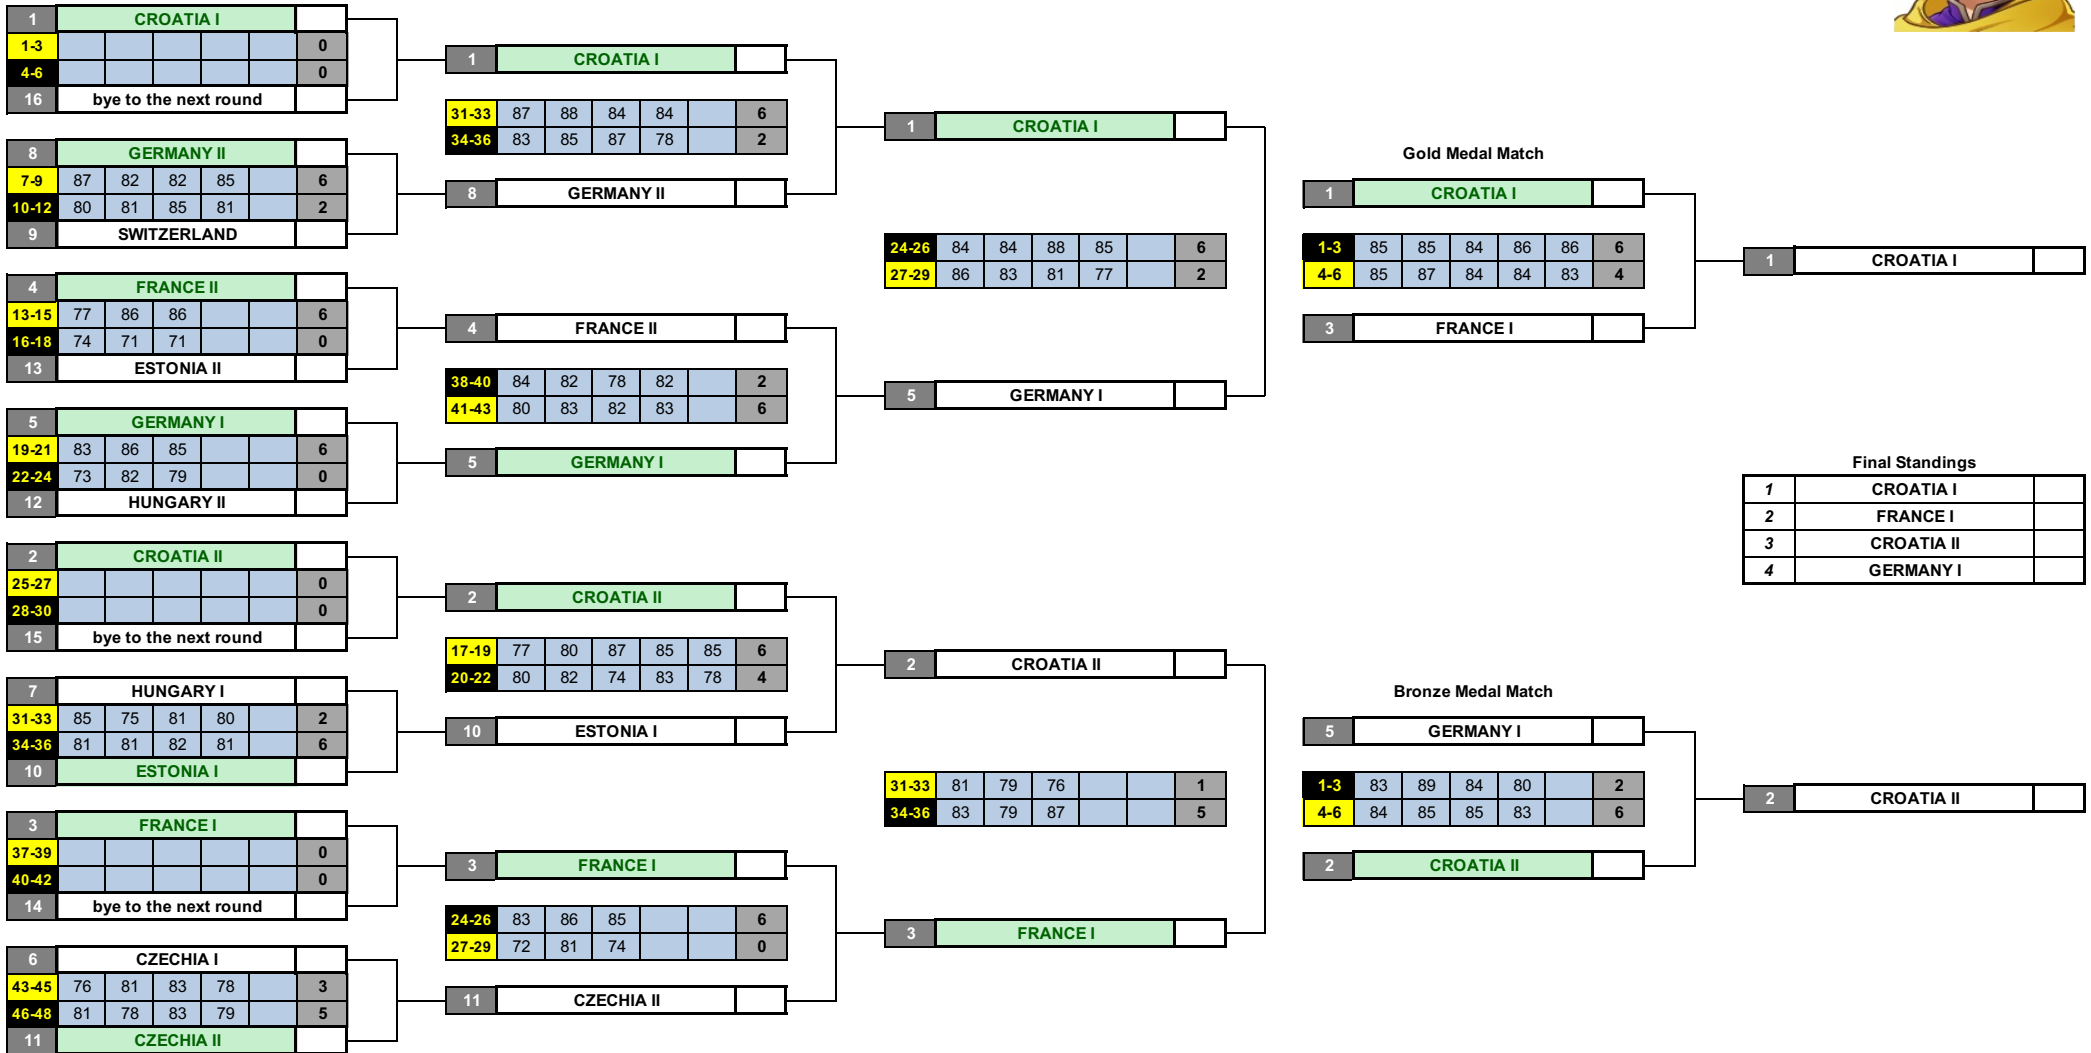 1 CROATIA I
1-3 0
4-6 0
16 bye to the next round
8 GERMANY II
7-9 87 82 82 85 6
10-12 80 81 85 81 2
9 SWITZERLAND
4 FRANCE II
13-15 77 86 86 6
16-18 74 71 71 0
13 ESTONIA II
5 GERMANY I
19-21 83 86 85 6
22-24 73 82 79 0
12 HUNGARY II
2 CROATIA II
25-27 0
28-30 0
15 bye to the next round
7 HUNGARY I
31-33 85 75 81 80 2
34-36 81 81 82 81 6
10 ESTONIA I
3 FRANCE I
37-39 0
40-42 0
14 bye to the next round
6 CZECHIA I
43-45 76 81 83 78 3
46-48 81 78 83 79 5
11 CZECHIA II
1 CROATIA I
31-33 87 88 84 84 6
34-36 83 85 87 78 2
8 GERMANY II
4 FRANCE II
38-40 84 82 78 82 2
41-43 80 83 82 83 6
5 GERMANY I
2 CROATIA II
17-19 77 80 87 85 85 6
20-22 80 82 74 83 78 4
10 ESTONIA I
3 FRANCE I
24-26 83 86 85 6
27-29 72 81 74 0
11 CZECHIA II
1 CROATIA I
24-26 84 84 88 85 6
27-29 86 83 81 77 2
5 GERMANY I
2 CROATIA II
31-33 81 79 76 1
34-36 83 79 87 5
3 FRANCE I
Gold Medal Match
1 CROATIA I
1-3 85 85 84 86 86 6
4-6 85 87 84 84 83 4
3 FRANCE I
Bronze Medal Match
5 GERMANY I
1-3 83 89 84 80 2
4-6 84 85 85 83 6
2 CROATIA II
1 CROATIA I
Final Standings
1 CROATIA I
2 FRANCE I
3 CROATIA II
4 GERMANY I
2 CROATIA II